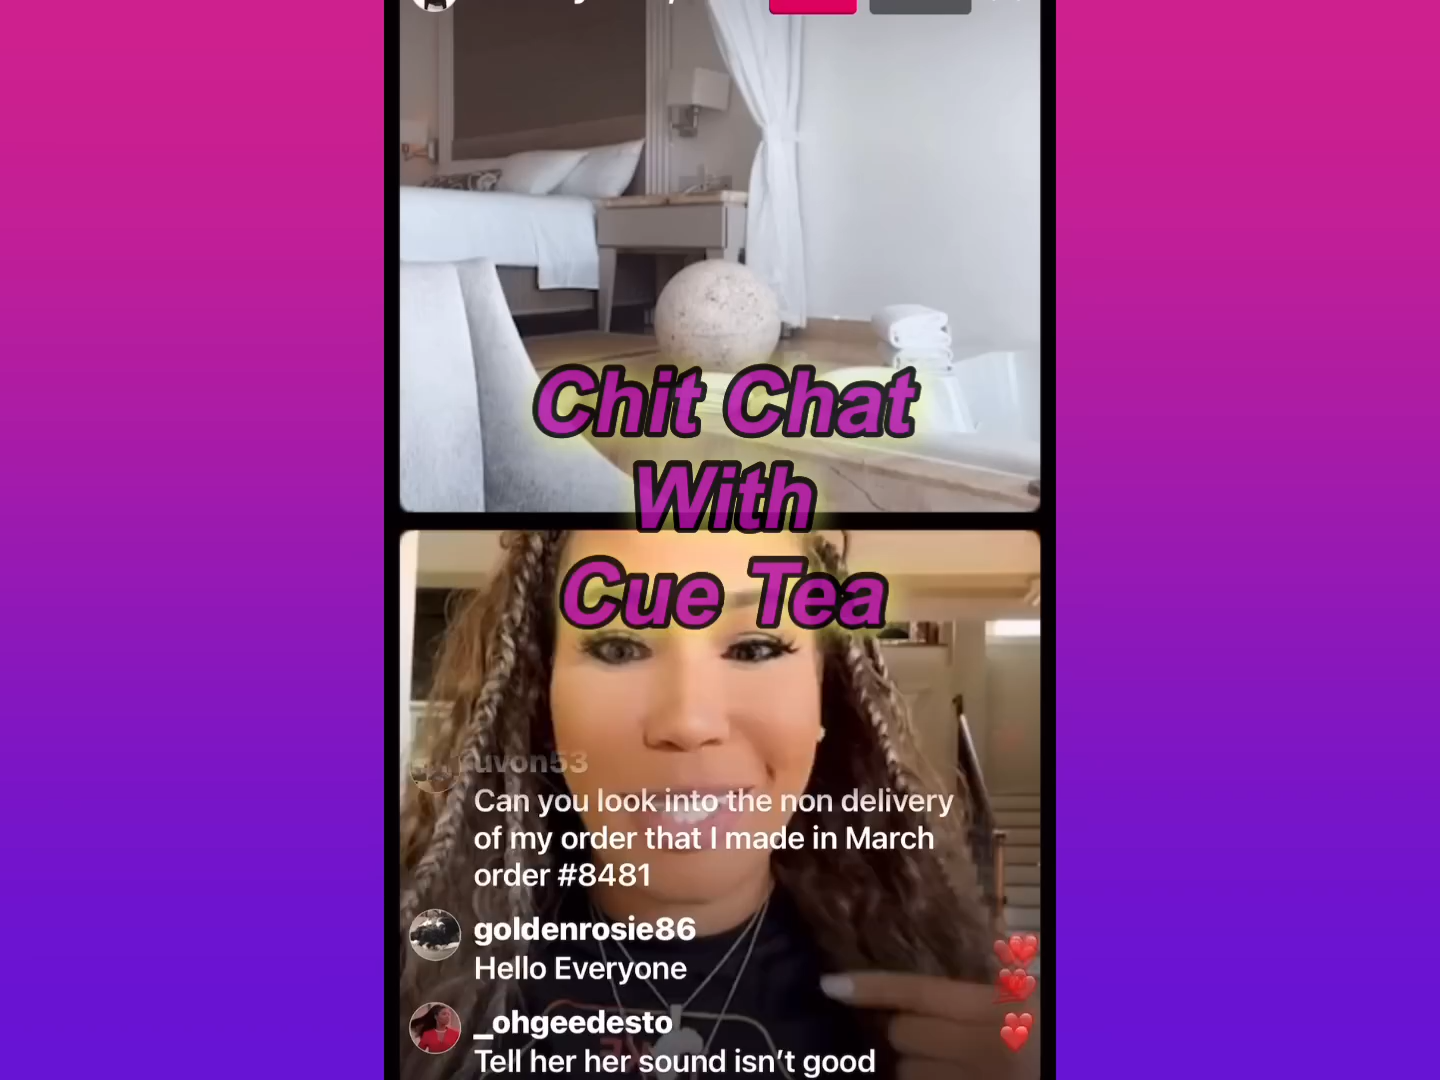 Chit Chat
With
Cue Tea
uvon53
Can you look into the non delivery
of my order that I made in March
order #8481
goldenrosie86
Hello Everyone
_ohgeedesto
Tell her her sound isn't good